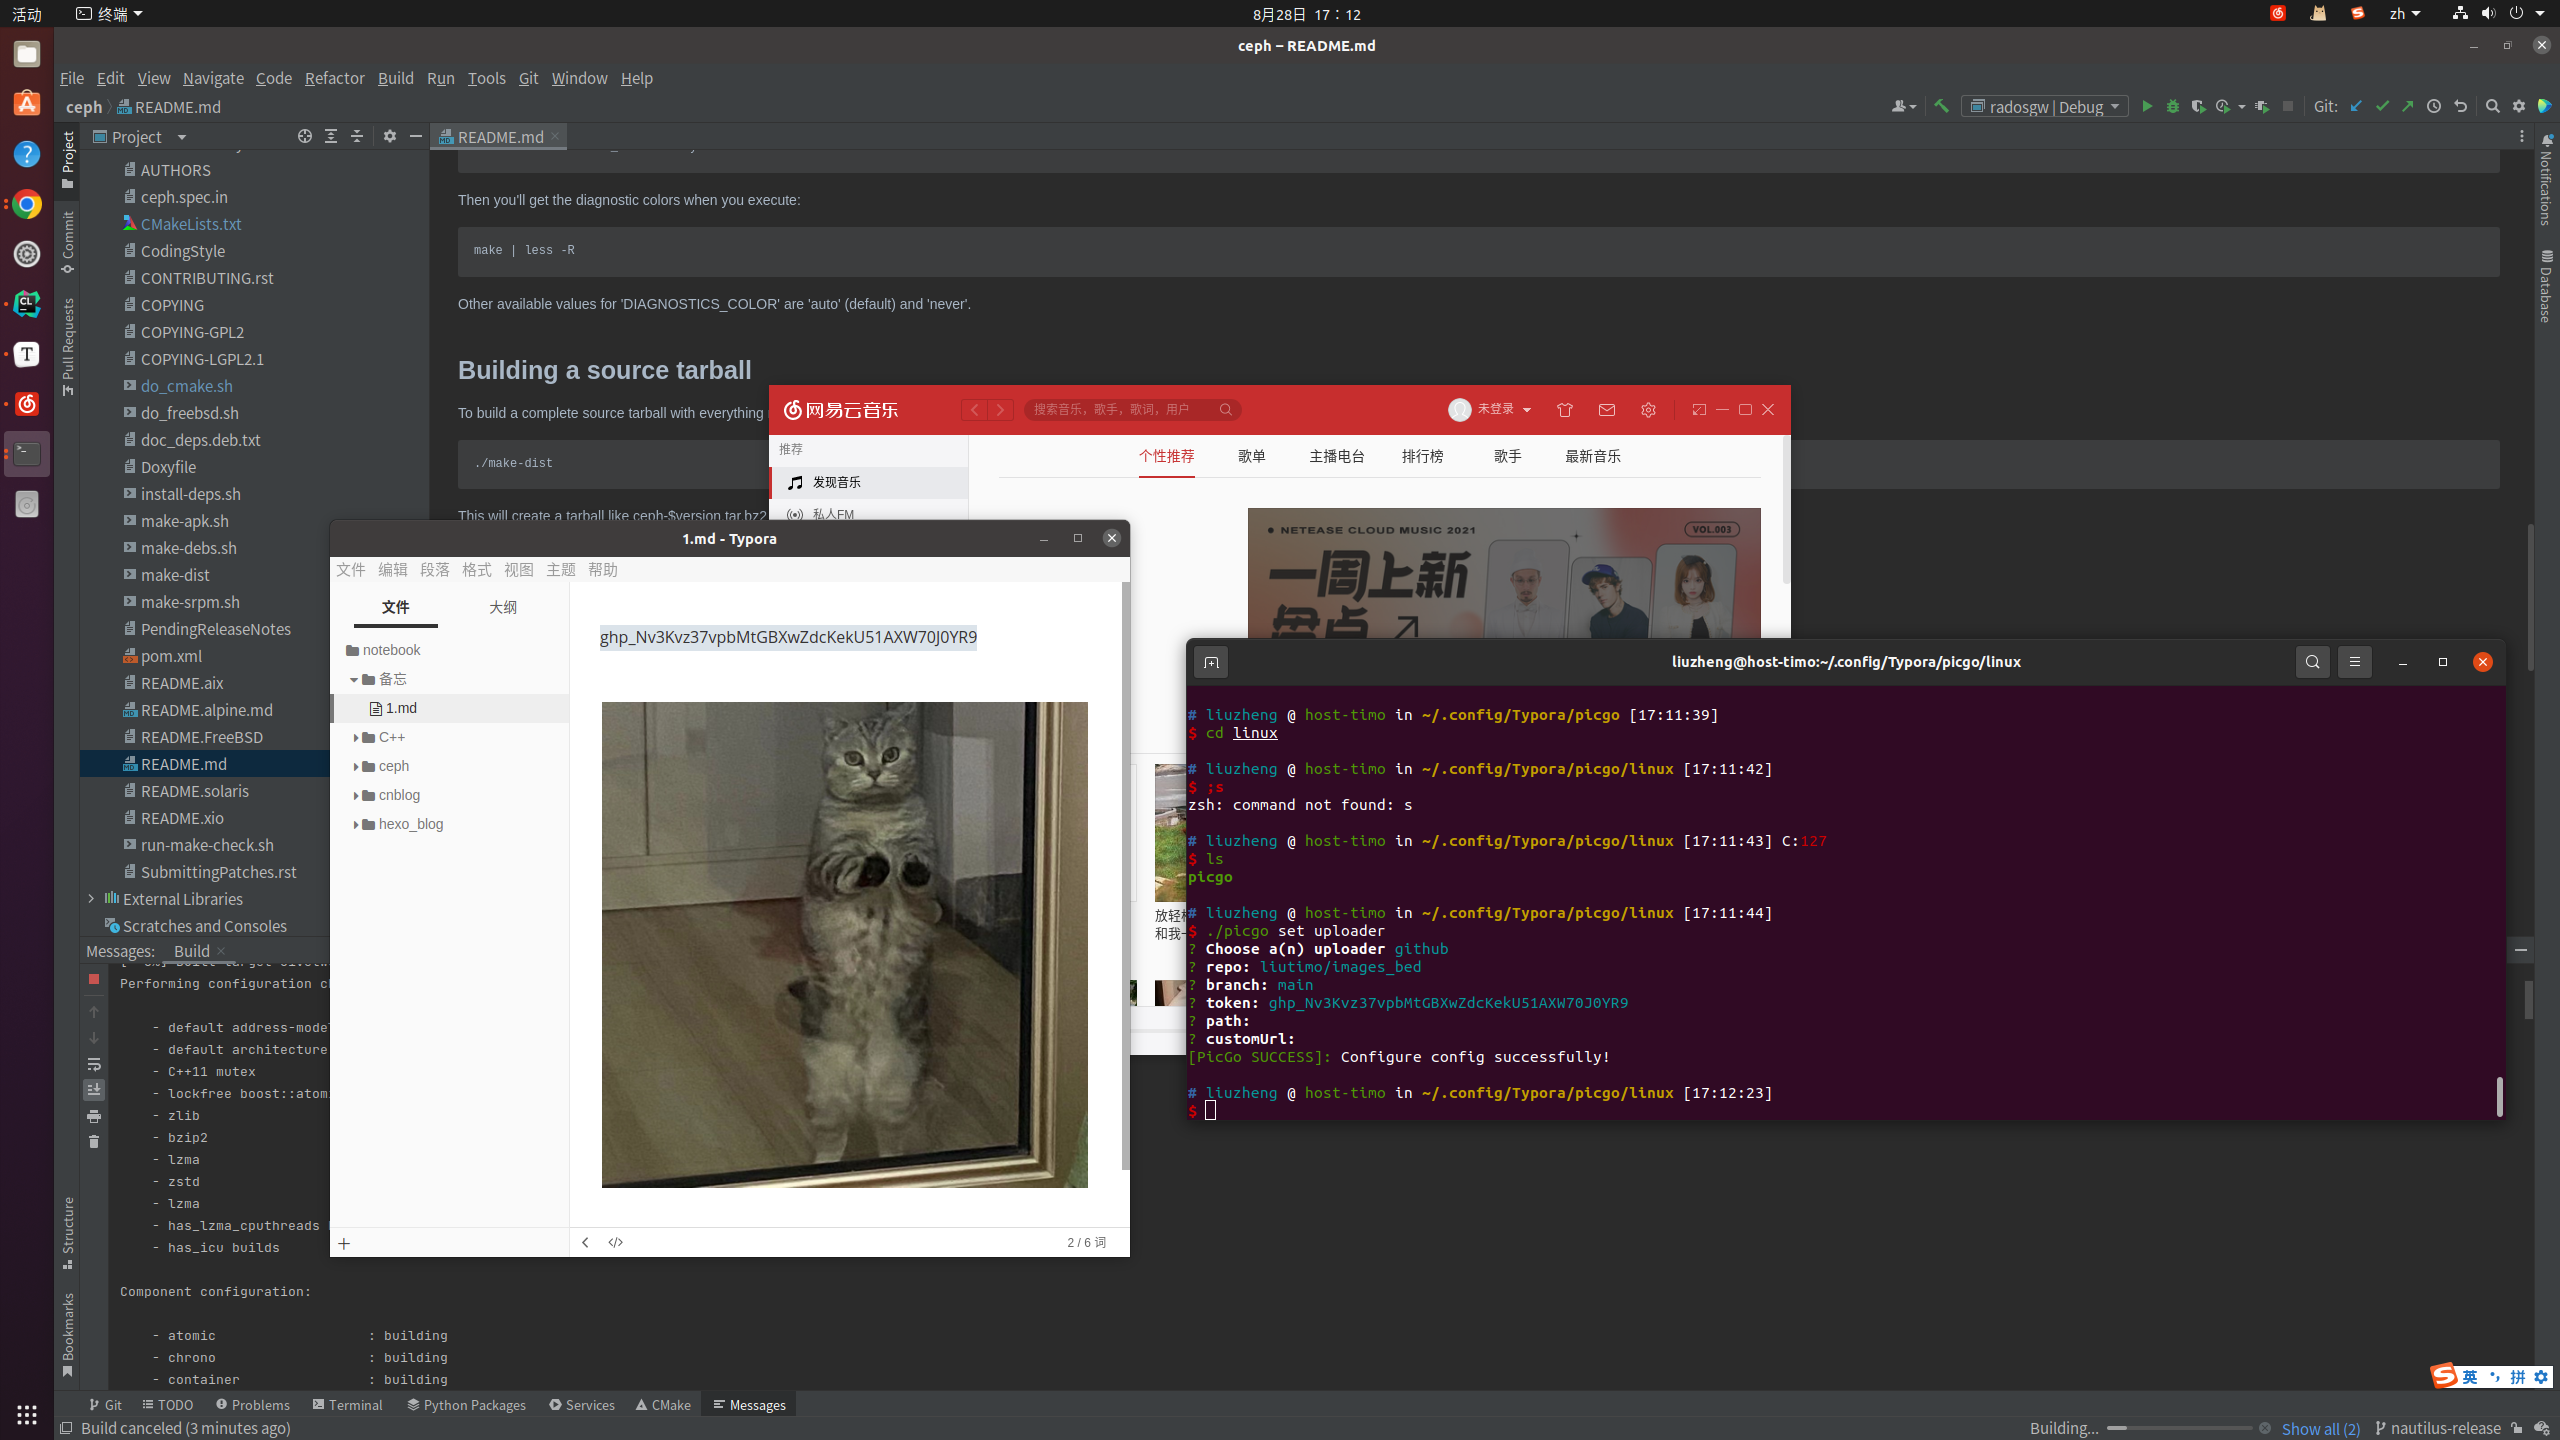 活动
终端
8月28日 17：12
zh
ceph – README.md
File Edit View Navigate Code Refactor Build Run Tools Git Window Help
ceph README.md
radosgw | Debug
Git:
Project
README.md
Project
Commit
Pull Requests
Structure
Bookmarks
Notifications
Database
AUTHORS
ceph.spec.in
CMakeLists.txt
CodingStyle
CONTRIBUTING.rst
COPYING
COPYING-GPL2
COPYING-LGPL2.1
do_cmake.sh
do_freebsd.sh
doc_deps.deb.txt
Doxyfile
install-deps.sh
make-apk.sh
make-debs.sh
make-dist
make-srpm.sh
PendingReleaseNotes
pom.xml
README.aix
README.alpine.md
README.FreeBSD
README.md
README.solaris
README.xio
run-make-check.sh
SubmittingPatches.rst
External Libraries
Scratches and Consoles
Then you'll get the diagnostic colors when you execute:
make | less -R
Other available values for 'DIAGNOSTICS_COLOR' are 'auto' (default) and 'never'.
Building a source tarball
To build a complete source tarball with everything
./make-dist
This will create a tarball like ceph-$version.tar.bz2
网易云音乐
搜索音乐，歌手，歌词，用户
未登录
推荐
发现音乐
私人FM
个性推荐 歌单 主播电台 排行榜 歌手 最新音乐
NETEASE CLOUD MUSIC 2021
VOL.003
一周上新
盘点
放轻
和我
1.md - Typora
文件 编辑 段落 格式 视图 主题 帮助
文件 大纲
notebook
备忘
1.md
C++
ceph
cnblog
hexo_blog
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
2 / 6 词
liuzheng@host-timo:~/.config/Typora/picgo/linux
# liuzheng @ host-timo in ~/.config/Typora/picgo [17:11:39]
$ cd linux
# liuzheng @ host-timo in ~/.config/Typora/picgo/linux [17:11:42]
$ ;s
zsh: command not found: s
# liuzheng @ host-timo in ~/.config/Typora/picgo/linux [17:11:43] C:127
$ ls
picgo
# liuzheng @ host-timo in ~/.config/Typora/picgo/linux [17:11:44]
$ ./picgo set uploader
? Choose a(n) uploader github
? repo: liutimo/images_bed
? branch: main
? token: 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
? path:
? customUrl:
[PicGo SUCCESS]: Configure config successfully!
# liuzheng @ host-timo in ~/.config/Typora/picgo/linux [17:12:23]
$
Messages: Build
Performing configuration
- default address-model
- default architecture
- C++11 mutex
- lockfree boost::atom
- zlib
- bzip2
- lzma
- zstd
- lzma
- has_lzma_cputhreads
- has_icu builds
Component configuration:
- atomic : building
- chrono : building
- container : building
英 拼
Git TODO Problems Terminal Python Packages Services CMake Messages
Build canceled (3 minutes ago)
Building... Show all (2) nautilus-release